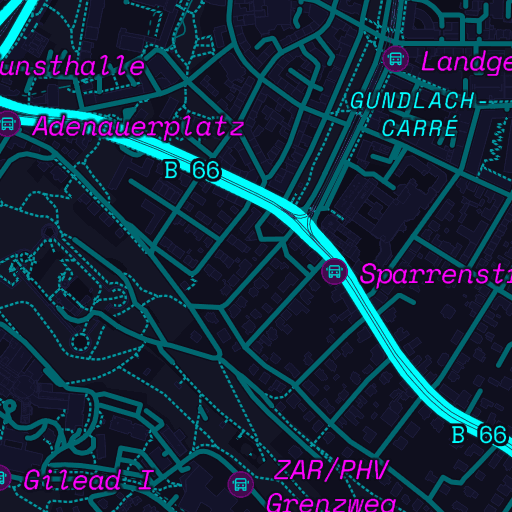 unsthalle
Landge
GUNDLACH-
CARRÉ
Adenauerplatz
B 66
Sparrenst
B 66
ZAR/PHV
Grenzweg
Gilead I